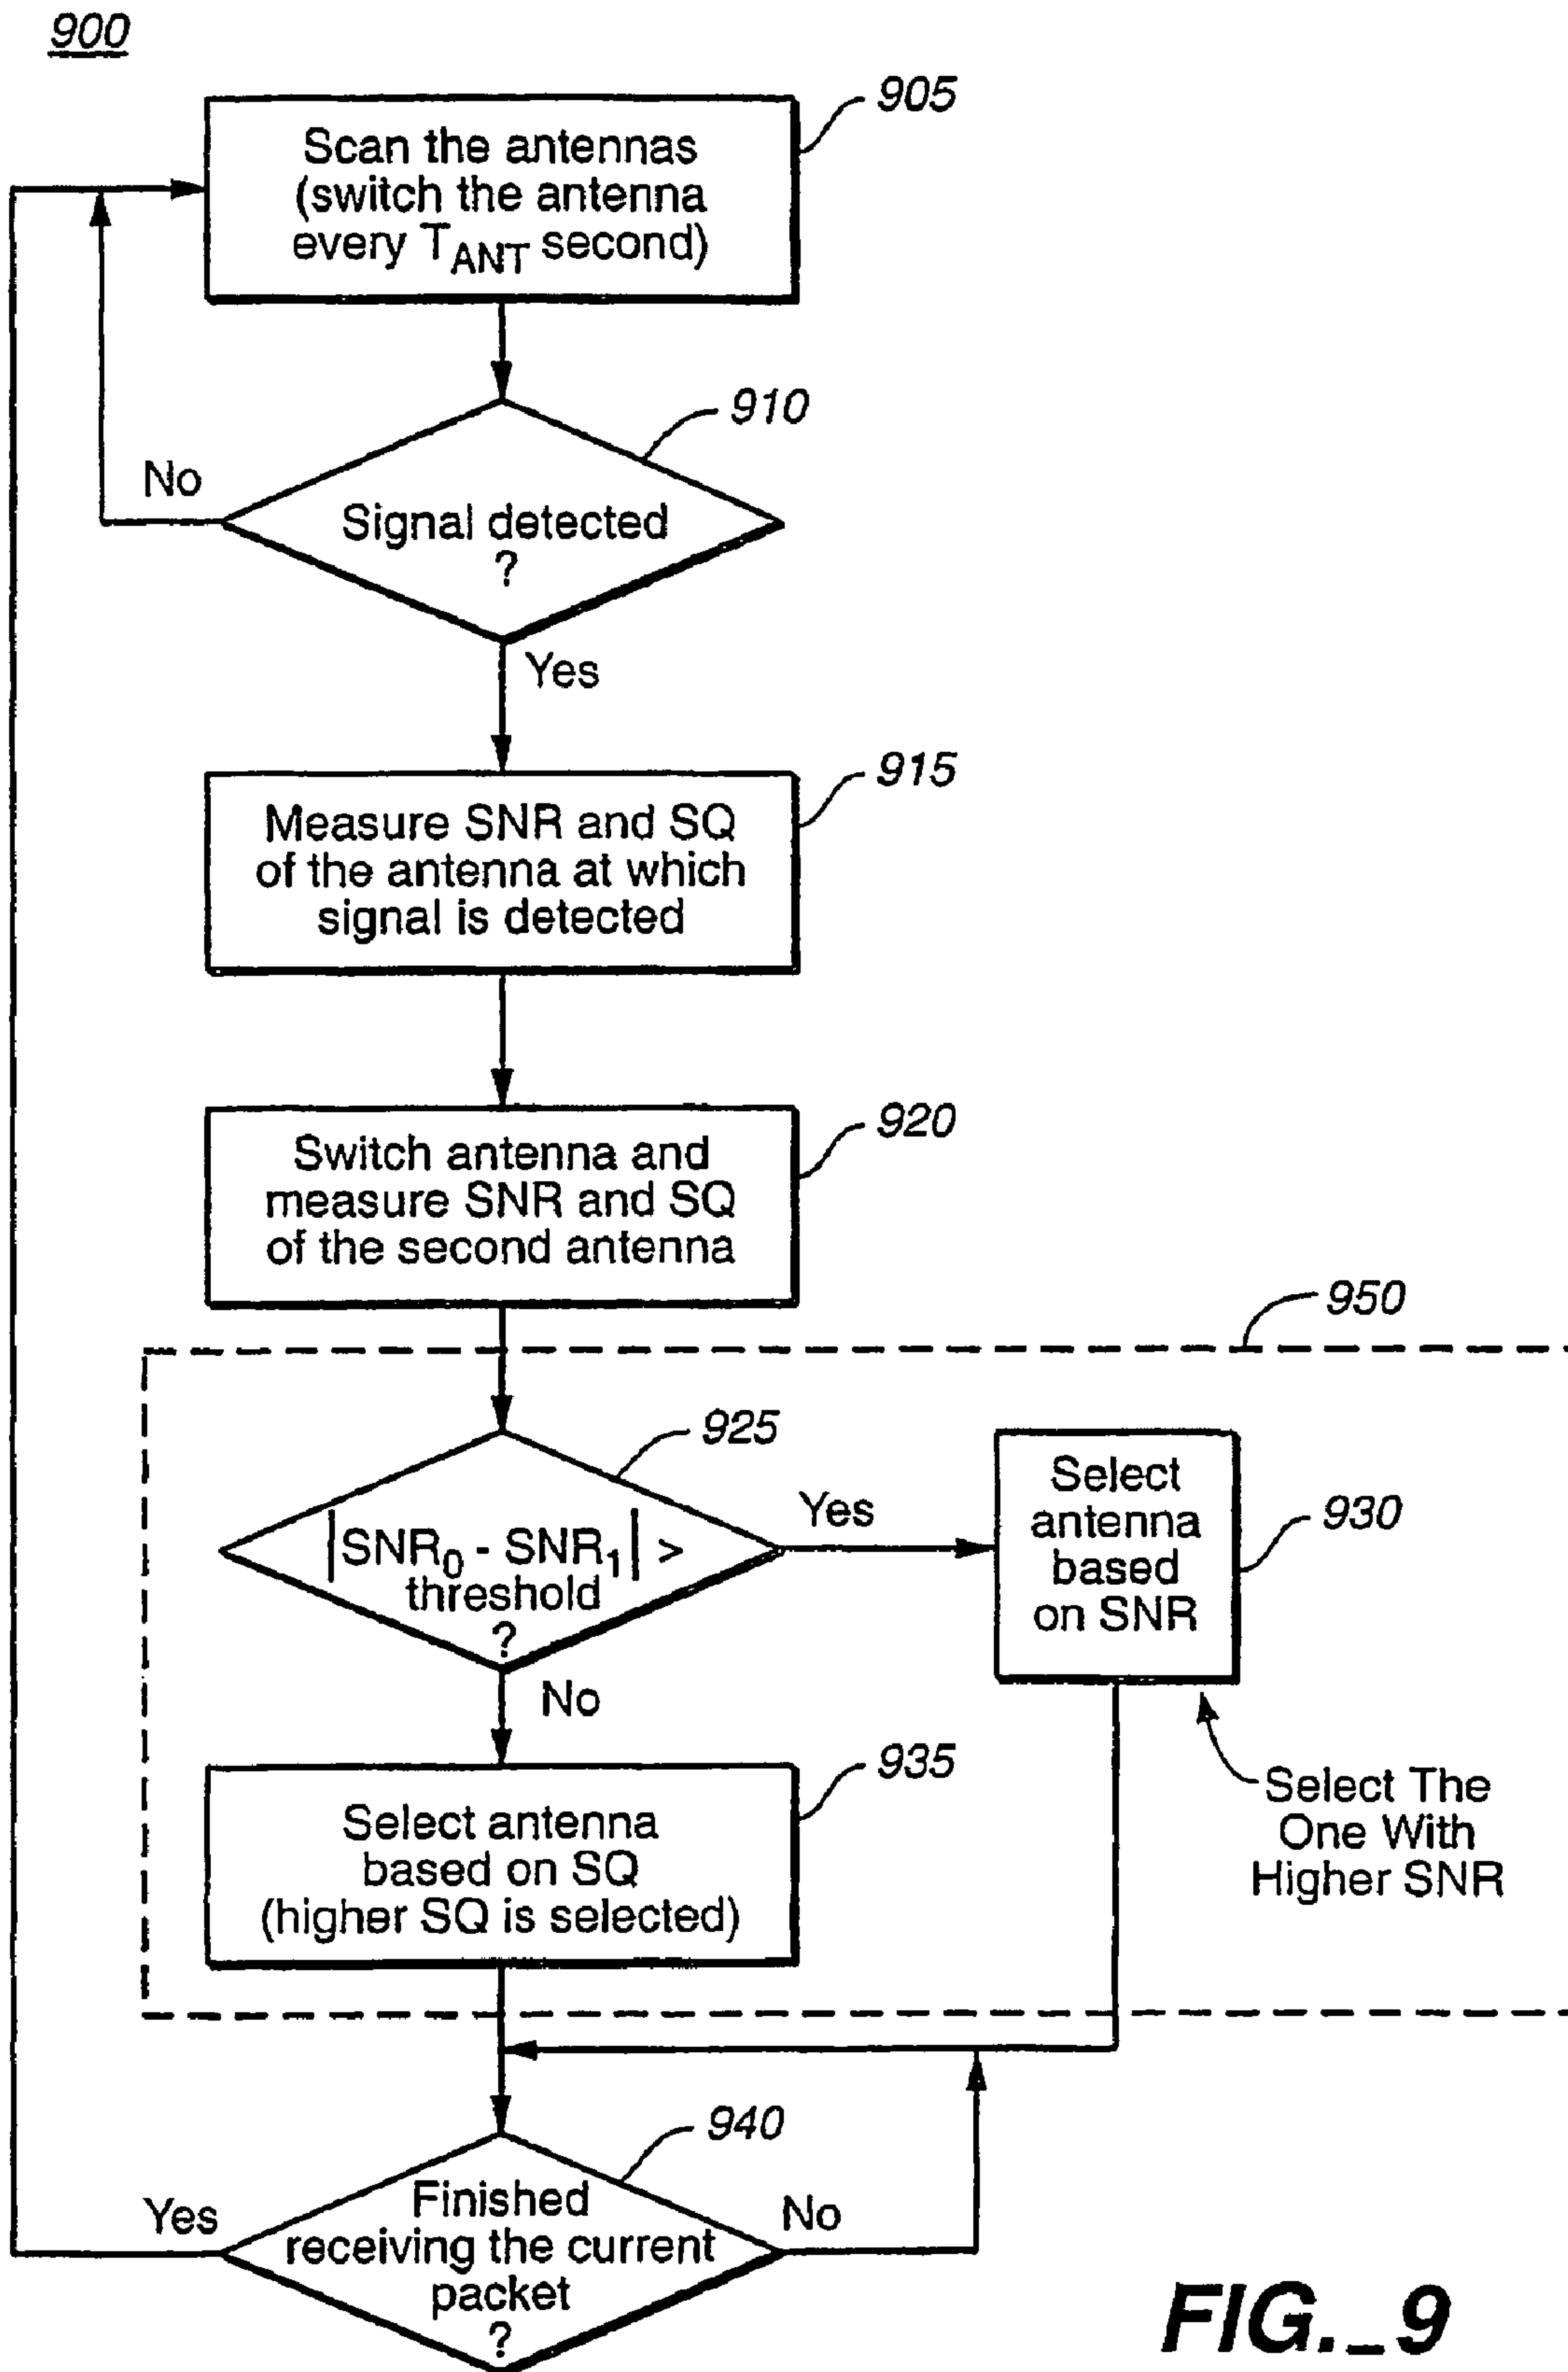 900
905
Scan the antennas
(switch the antenna
every T_ANT second)
910
No
Signal detected
?
Yes
915
Measure SNR and SQ
of the antenna at which
signal is detected
920
Switch antenna and
measure SNR and SQ
of the second antenna
950
925
|SNR₀ - SNR₁| >
threshold
?
Yes
Select
antenna
based
on SNR
930
No
935
Select antenna
based on SQ
(higher SQ is selected)
Select The
One With
Higher SNR
940
Yes
Finished
receiving the current
packet
?
No
FIG._9